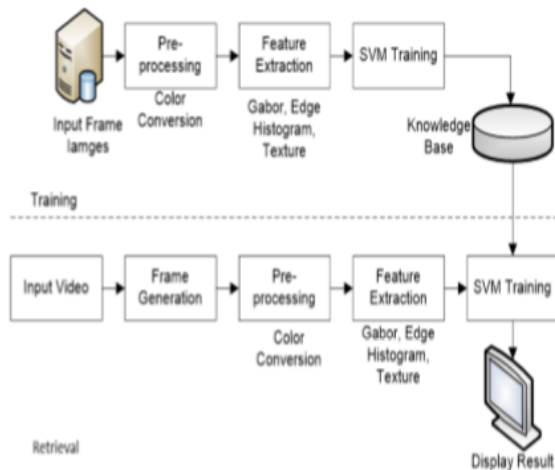 Pre-
processing
Feature
Extraction
SVM Training
Color
Conversion
Gabor, Edge
Histogram,
Texture
Input Frame
Iamges
Knowledge
Base
Training
Input Video
Frame
Generation
Pre-
processing
Feature
Extraction
SVM Training
Color
Conversion
Gabor, Edge
Histogram,
Texture
Retrieval
Display Result